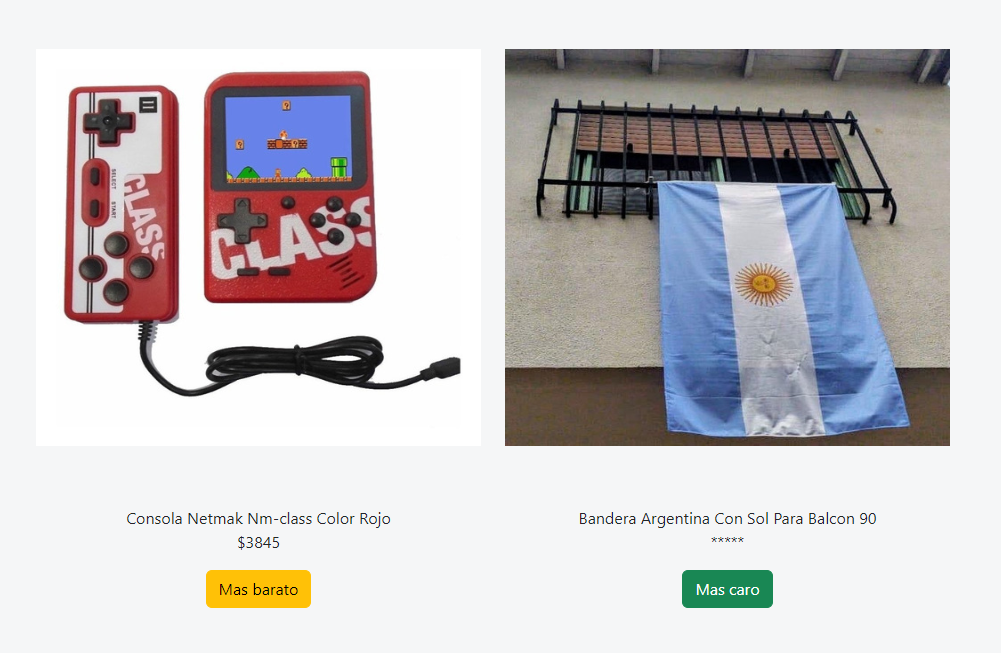 SELECT START
CLASS
CLASS
?
?
?
Consola Netmak Nm-class Color Rojo
$3845
Mas barato
Bandera Argentina Con Sol Para Balcon 90
*****
Mas caro